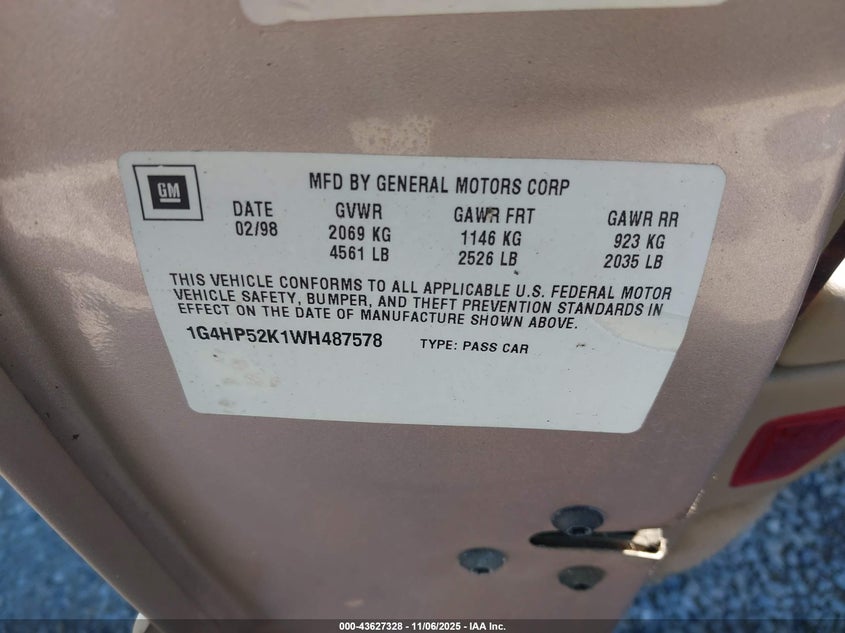 GM
MFD BY GENERAL MOTORS CORP
DATE GVWR GAWR FRT GAWR RR
02/98 2069 KG 1146 KG 923 KG
4561 LB 2526 LB 2035 LB
THIS VEHICLE CONFORMS TO ALL APPLICABLE U.S. FEDERAL MOTOR
VEHICLE SAFETY, BUMPER, AND THEFT PREVENTION STANDARDS IN
EFFECT ON THE DATE OF MANUFACTURE SHOWN ABOVE.
1G4HP52K1WH487578 TYPE: PASS CAR
000-43627328 - 11/06/2025 - IAA Inc.